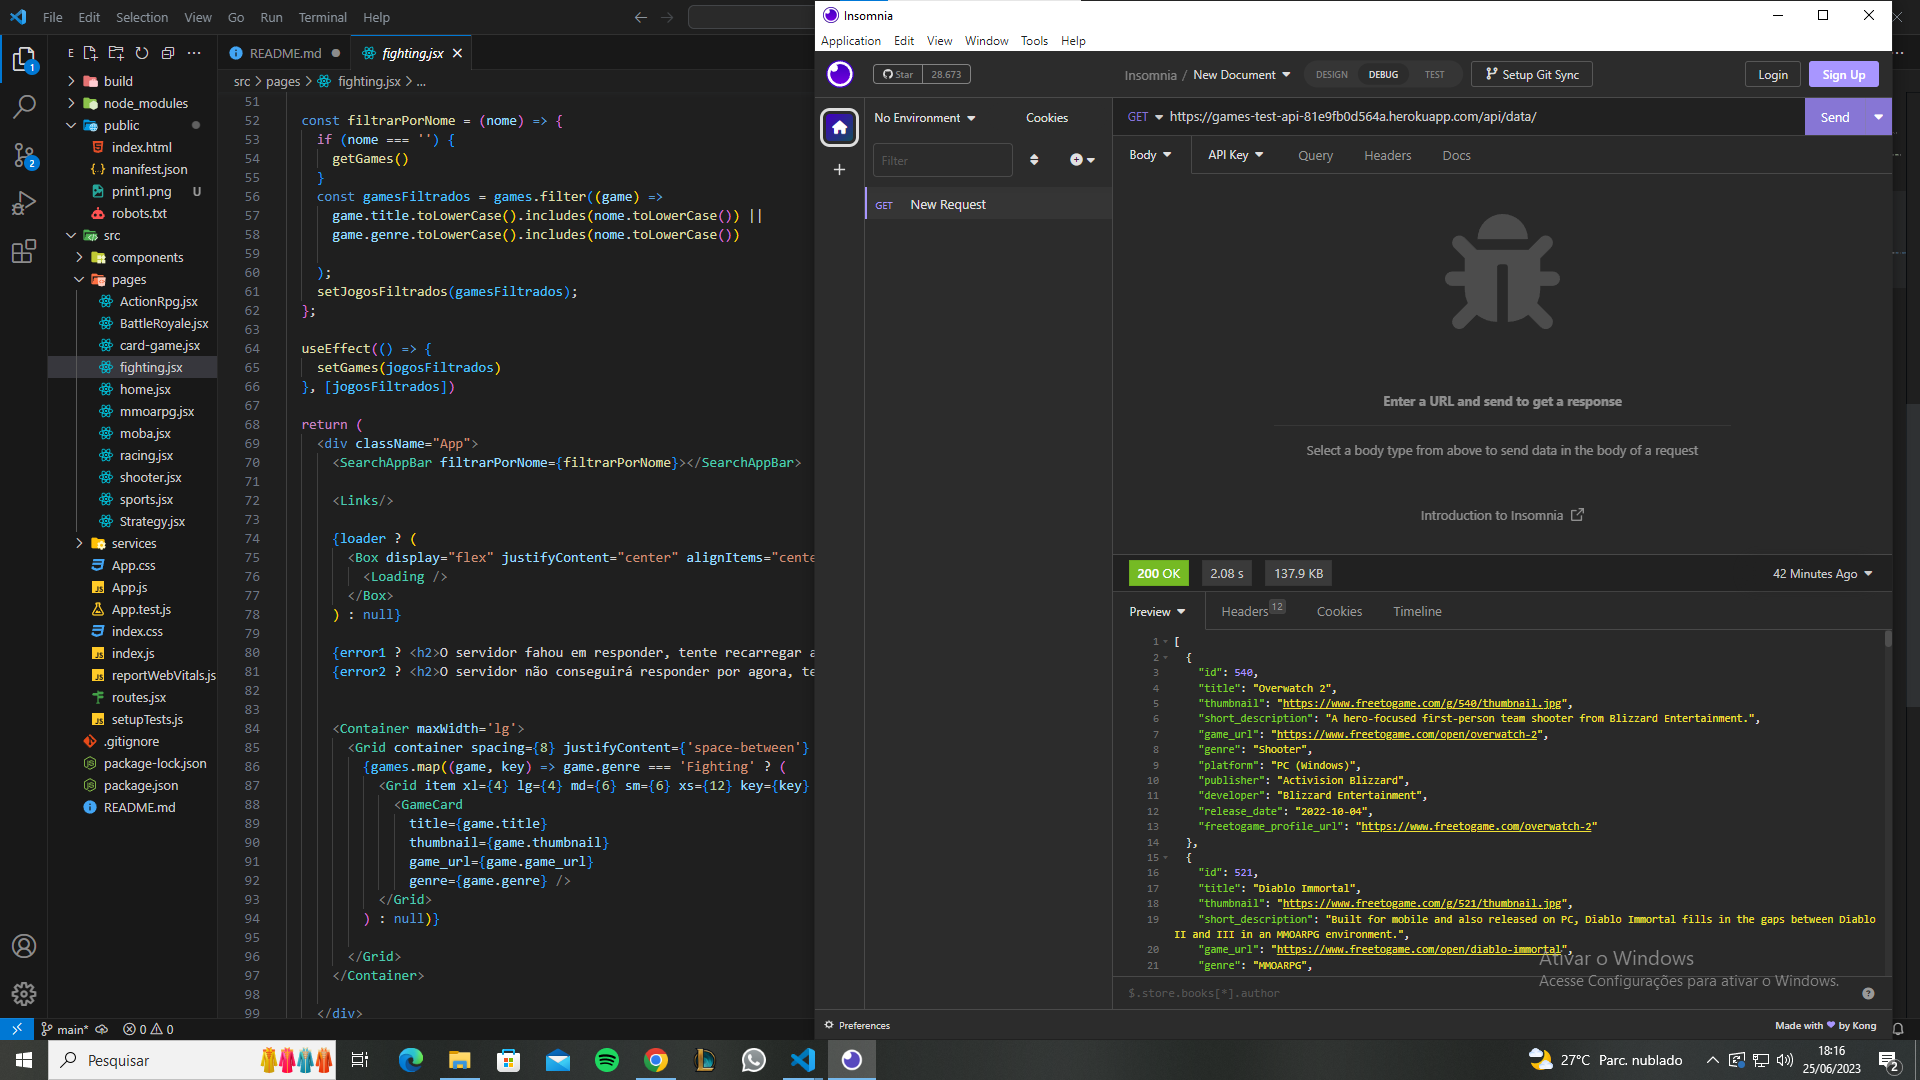 File Edit Selection View Go Run Terminal Help
E
build
node_modules
public
index.html
manifest.json
print1.png U
robots.txt
src
components
pages
ActionRpg.jsx
BattleRoyale.jsx
card-game.jsx
fighting.jsx
home.jsx
mmoarpg.jsx
moba.jsx
racing.jsx
shooter.jsx
sports.jsx
Strategy.jsx
services
App.css
App.js
App.test.js
index.css
index.js
reportWebVitals.js
routes.jsx
setupTests.js
.gitignore
package-lock.json
package.json
README.md
README.md
fighting.jsx
src > pages > fighting.jsx > ...
51
52 const filtrarPorNome = (nome) => {
53 if (nome === '') {
54 getGames()
55 }
56 const gamesFiltrados = games.filter((game) =>
57 game.title.toLowerCase().includes(nome.toLowerCase()) ||
58 game.genre.toLowerCase().includes(nome.toLowerCase())
59
60 );
61 setJogosFiltrados(gamesFiltrados);
62 };
63
64 useEffect(() => {
65 setGames(jogosFiltrados)
66 }, [jogosFiltrados])
67
68 return (
69 <div className="App">
70 <SearchAppBar filtrarPorNome={filtrarPorNome}></SearchAppBar>
71
72 <Links/>
73
74 {loader ? (
75 <Box display="flex" justifyContent="center" alignItems="cente
76 <Loading />
77 </Box>
78 ) : null}
79
80 {error1 ? <h2>O servidor fahou em responder, tente recarregar a
81 {error2 ? <h2>O servidor não conseguirá responder por agora, te
82
83
84 <Container maxWidth='lg'>
85 <Grid container spacing={8} justifyContent={'space-between'}
86 {games.map((game, key) => game.genre === 'Fighting' ? (
87 <Grid item xl={4} lg={4} md={6} sm={6} xs={12} key={key}
88 <GameCard
89 title={game.title}
90 thumbnail={game.thumbnail}
91 game_url={game.game_url}
92 genre={game.genre} />
93 </Grid>
94 ) : null)}
95
96 </Grid>
97 </Container>
98
99 </div>
main* 0 0
1
2
Insomnia
Application Edit View Window Tools Help
Star 28.673
Insomnia / New Document
DESIGN DEBUG TEST
Setup Git Sync
Login
Sign Up
No Environment
Cookies
Filter
GET New Request
GET https://games-test-api-81e9fb0d564a.herokuapp.com/api/data/
Send
Body API Key Query Headers Docs
Enter a URL and send to get a response
Select a body type from above to send data in the body of a request
Introduction to Insomnia
200 OK 2.08 s 137.9 KB 42 Minutes Ago
Preview Headers 12 Cookies Timeline
1 [
2 {
3 "id": 540,
4 "title": "Overwatch 2",
5 "thumbnail": "https://www.freetogame.com/g/540/thumbnail.jpg",
6 "short_description": "A hero-focused first-person team shooter from Blizzard Entertainment.",
7 "game_url": "https://www.freetogame.com/open/overwatch-2",
8 "genre": "Shooter",
9 "platform": "PC (Windows)",
10 "publisher": "Activision Blizzard",
11 "developer": "Blizzard Entertainment",
12 "release_date": "2022-10-04",
13 "freetogame_profile_url": "https://www.freetogame.com/overwatch-2"
14 },
15 {
16 "id": 521,
17 "title": "Diablo Immortal",
18 "thumbnail": "https://www.freetogame.com/g/521/thumbnail.jpg",
19 "short_description": "Built for mobile and also released on PC, Diablo Immortal fills in the gaps between Diablo
II and III in an MMOARPG environment.",
20 "game_url": "https://www.freetogame.com/open/diablo-immortal",
21 "genre": "MMOARPG",
Ativar o Windows
Acesse Configurações para ativar o Windows.
$.store.books[*].author
Preferences
Made with by Kong
Pesquisar
27°C Parc. nublado
18:16
25/06/2023
2